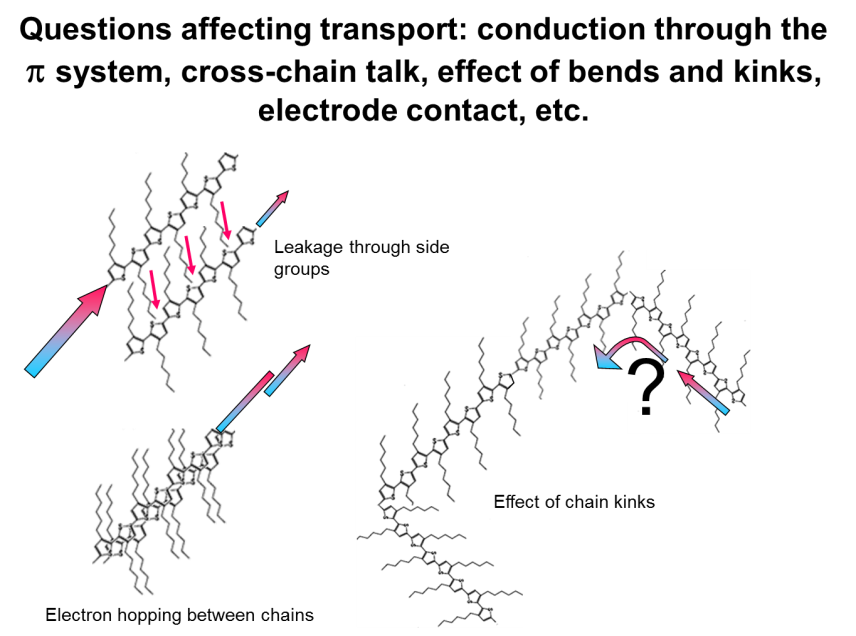 Questions affecting transport: conduction through the
π system, cross-chain talk, effect of bends and kinks,
electrode contact, etc.
Leakage through side
groups
?
Effect of chain kinks
Electron hopping between chains